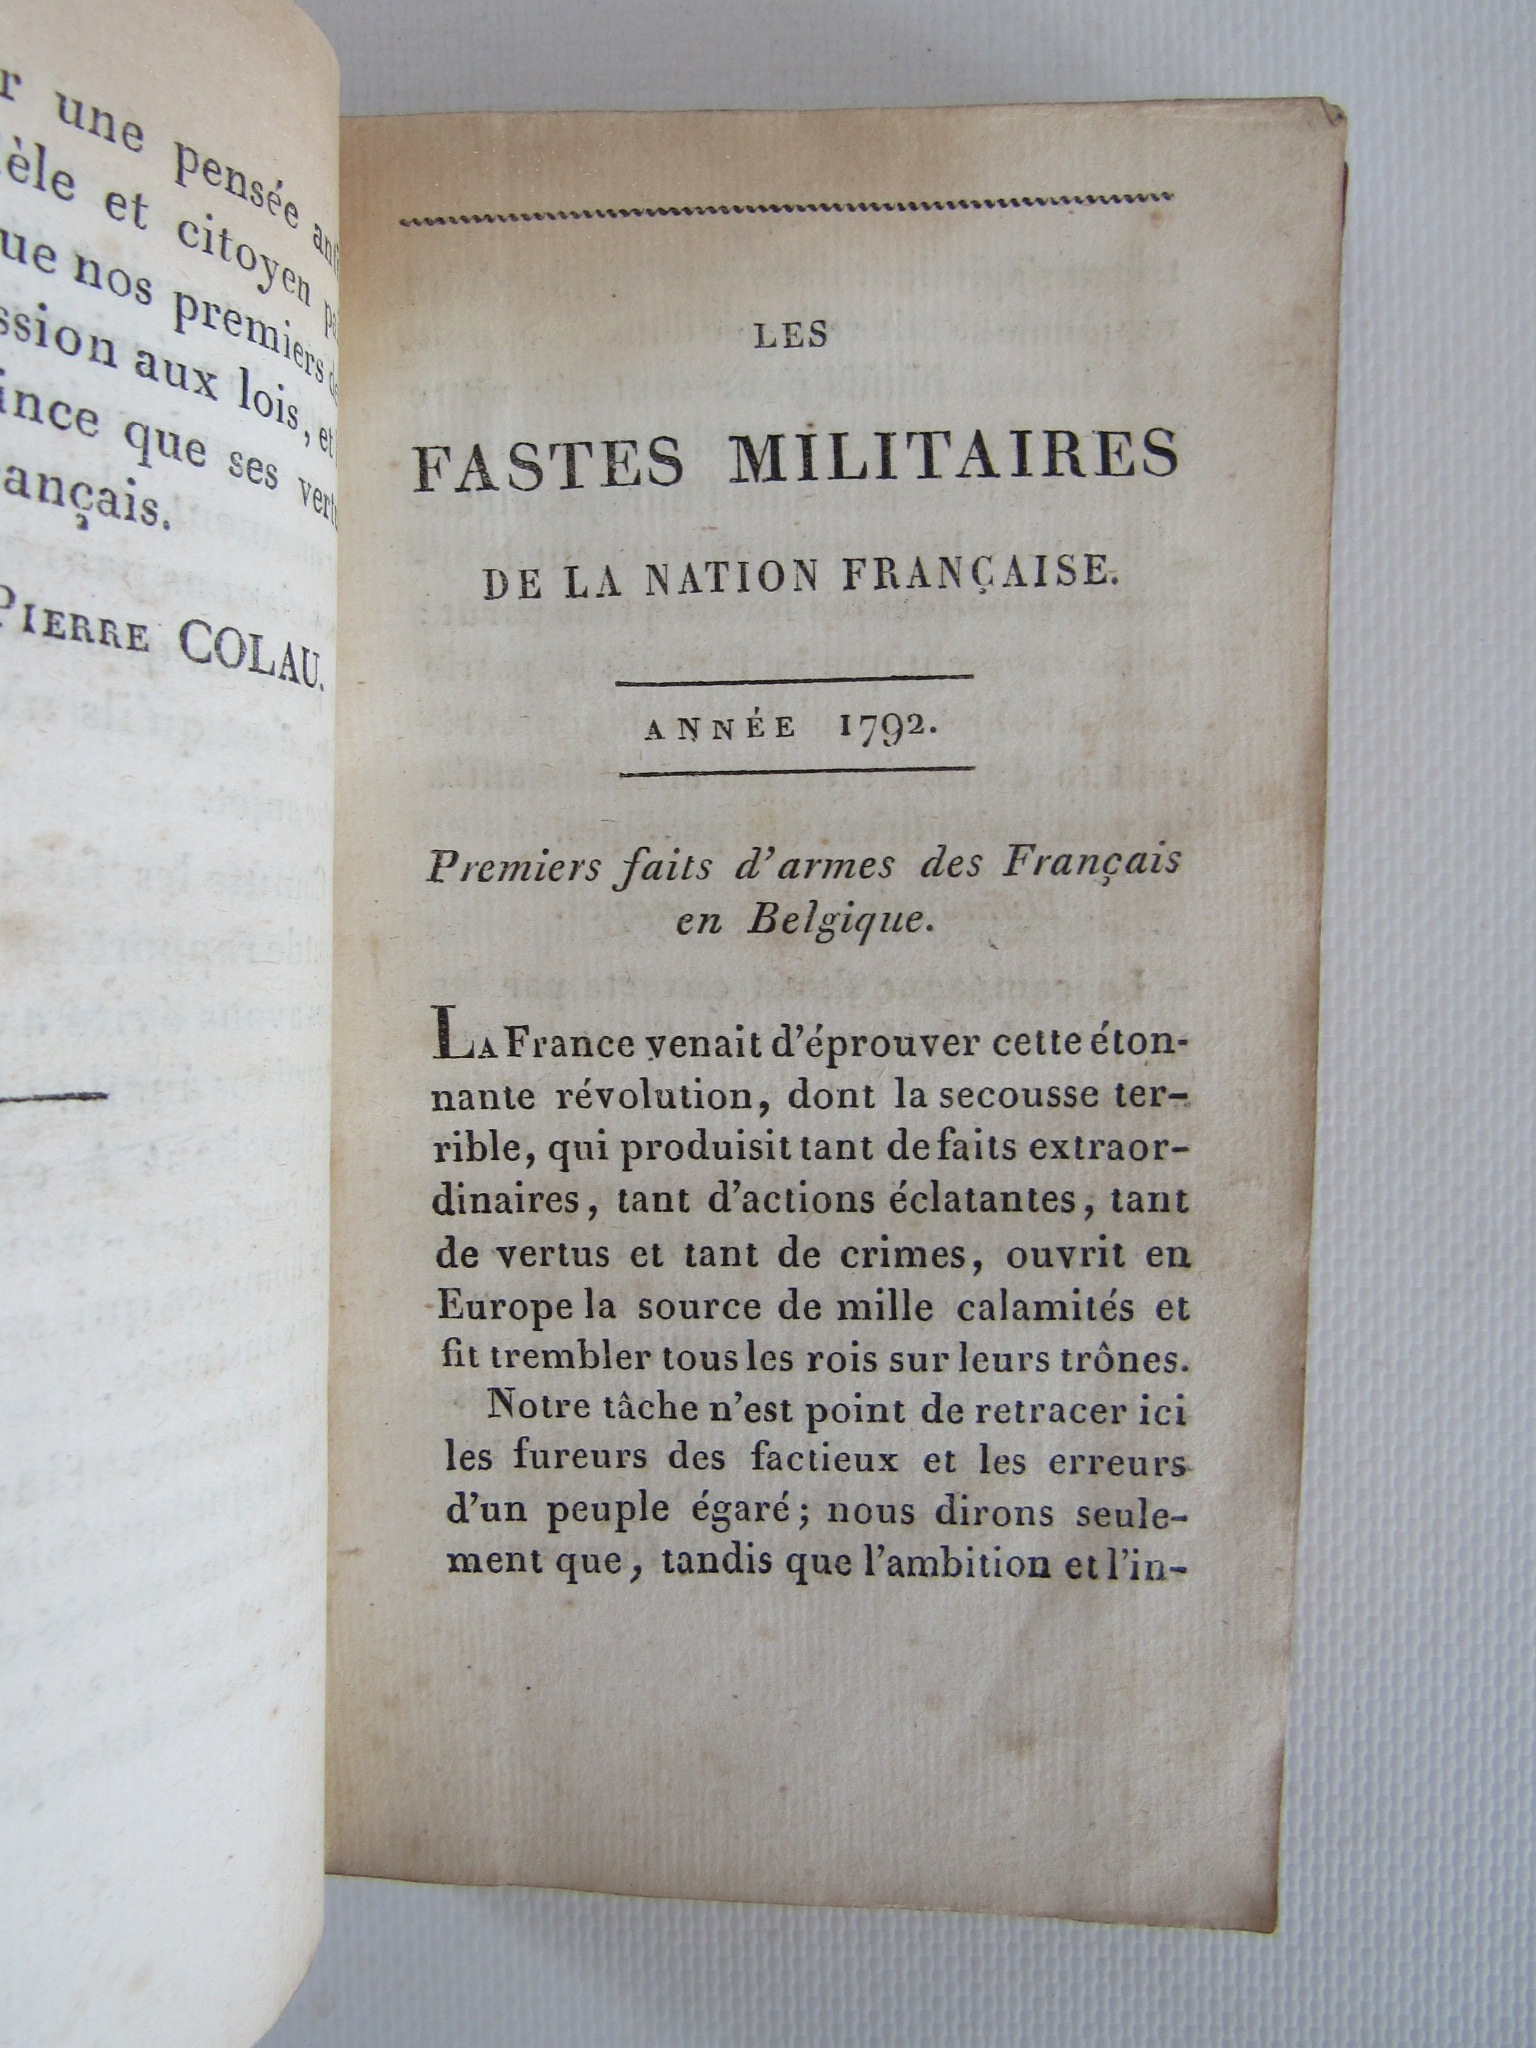 une pensée
et citoyen
nos premiers
aux lois, et
que ses

PIERRE COLAU.
LES
FASTES MILITAIRES
DE LA NATION FRANÇAISE.
ANNÉE 1792.
Premiers faits d'armes des Français
en Belgique.
LA France venait d'éprouver cette éton-
nante révolution, dont la secousse ter-
rible, qui produisit tant de faits extraor-
dinaires, tant d'actions éclatantes, tant
de vertus et tant de crimes, ouvrit en
Europe la source de mille calamités et
fit trembler tous les rois sur leurs trônes.
Notre tâche n'est point de retracer ici
les fureurs des factieux et les erreurs
d'un peuple égaré; nous dirons seule-
ment que, tandis que l'ambition et l'in-